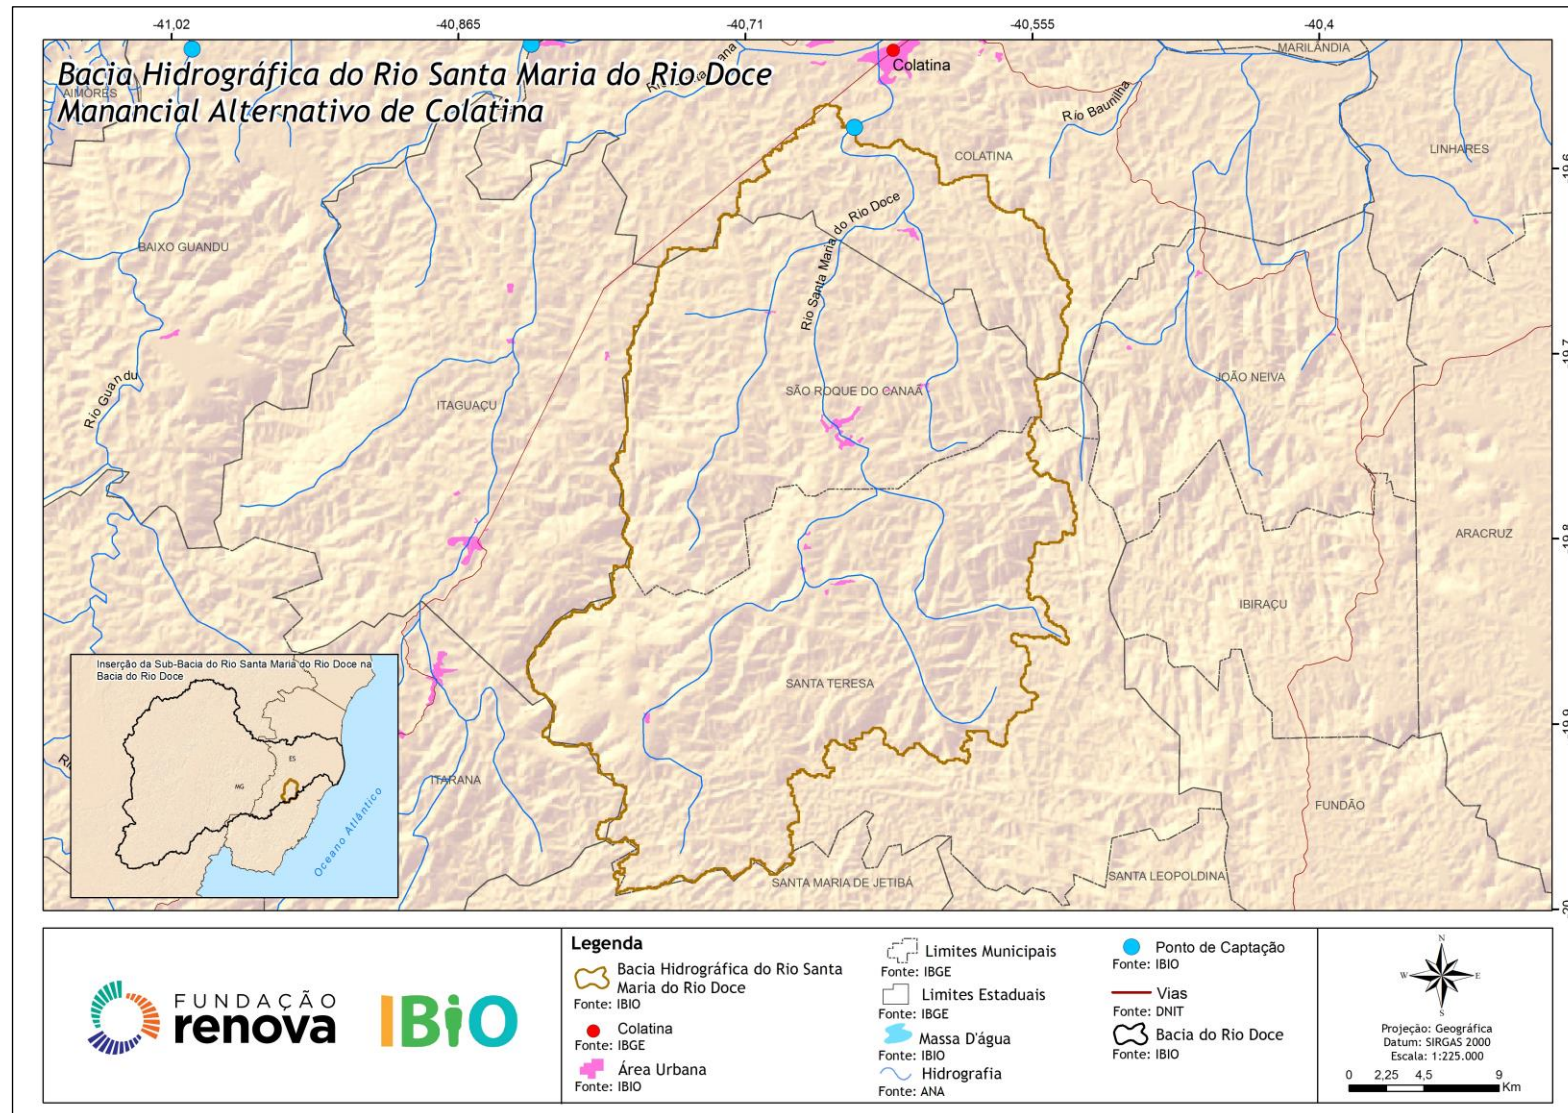 -41,02
-40,865
-40,71
-40,555
-40,4
Bacia Hidrográfica do Rio Santa Maria do Rio Doce
Manancial Alternativo de Colatina
AIMORÉS
Colatina
MARILÂNDIA
Rio Baunilha
COLATINA
LINHARES
BAIXO GUANDU
Rio Santa Maria do Rio Doce
Rio Guandu
ITAGUAÇU
SÃO ROQUE DO CANAÃ
JOÃO NEIVA
ARACRUZ
IBIRAÇU
SANTA TERESA
ITARANA
FUNDÃO
SANTA MARIA DE JETIBÁ
SANTA LEOPOLDINA
Inserção da Sub-Bacia do Rio Santa Maria do Rio Doce na
Bacia do Rio Doce
ES
MG
Oceano Atlântico
FUNDAÇÃO
renova
IBiO
Legenda
Bacia Hidrográfica do Rio Santa
Maria do Rio Doce
Fonte: IBIO
Colatina
Fonte: IBGE
Área Urbana
Fonte: IBIO
Limites Municipais
Fonte: IBGE
Limites Estaduais
Fonte: IBGE
Massa D'água
Fonte: IBIO
Hidrografia
Fonte: ANA
Ponto de Captação
Fonte: IBIO
Vias
Fonte: DNIT
Bacia do Rio Doce
Fonte: IBIO
N
W
E
S
Projeção: Geográfica
Datum: SIRGAS 2000
Escala: 1:225.000
0 2,25 4,5 9
Km